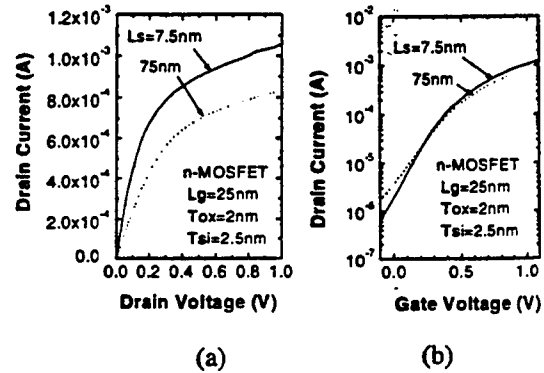 1.2x10-3
1.0x10-3
8.0x10-4
6.0x10-4
4.0x10-4
2.0x10-4
0.0
Drain Current (A)
Ls=7.5nm
75nm
n-MOSFET
Lg=25nm
Tox=2nm
Tsi=2.5nm
0.0 0.2 0.4 0.6 0.8 1.0
Drain Voltage (V)
(a)
10-2
10-3
10-4
10-5
10-6
10-7
Drain Current (A)
Ls=7.5nm
75nm
n-MOSFET
Lg=25nm
Tox=2nm
Tsi=2.5nm
0.0 0.5 1.0
Gate Voltage (V)
(b)